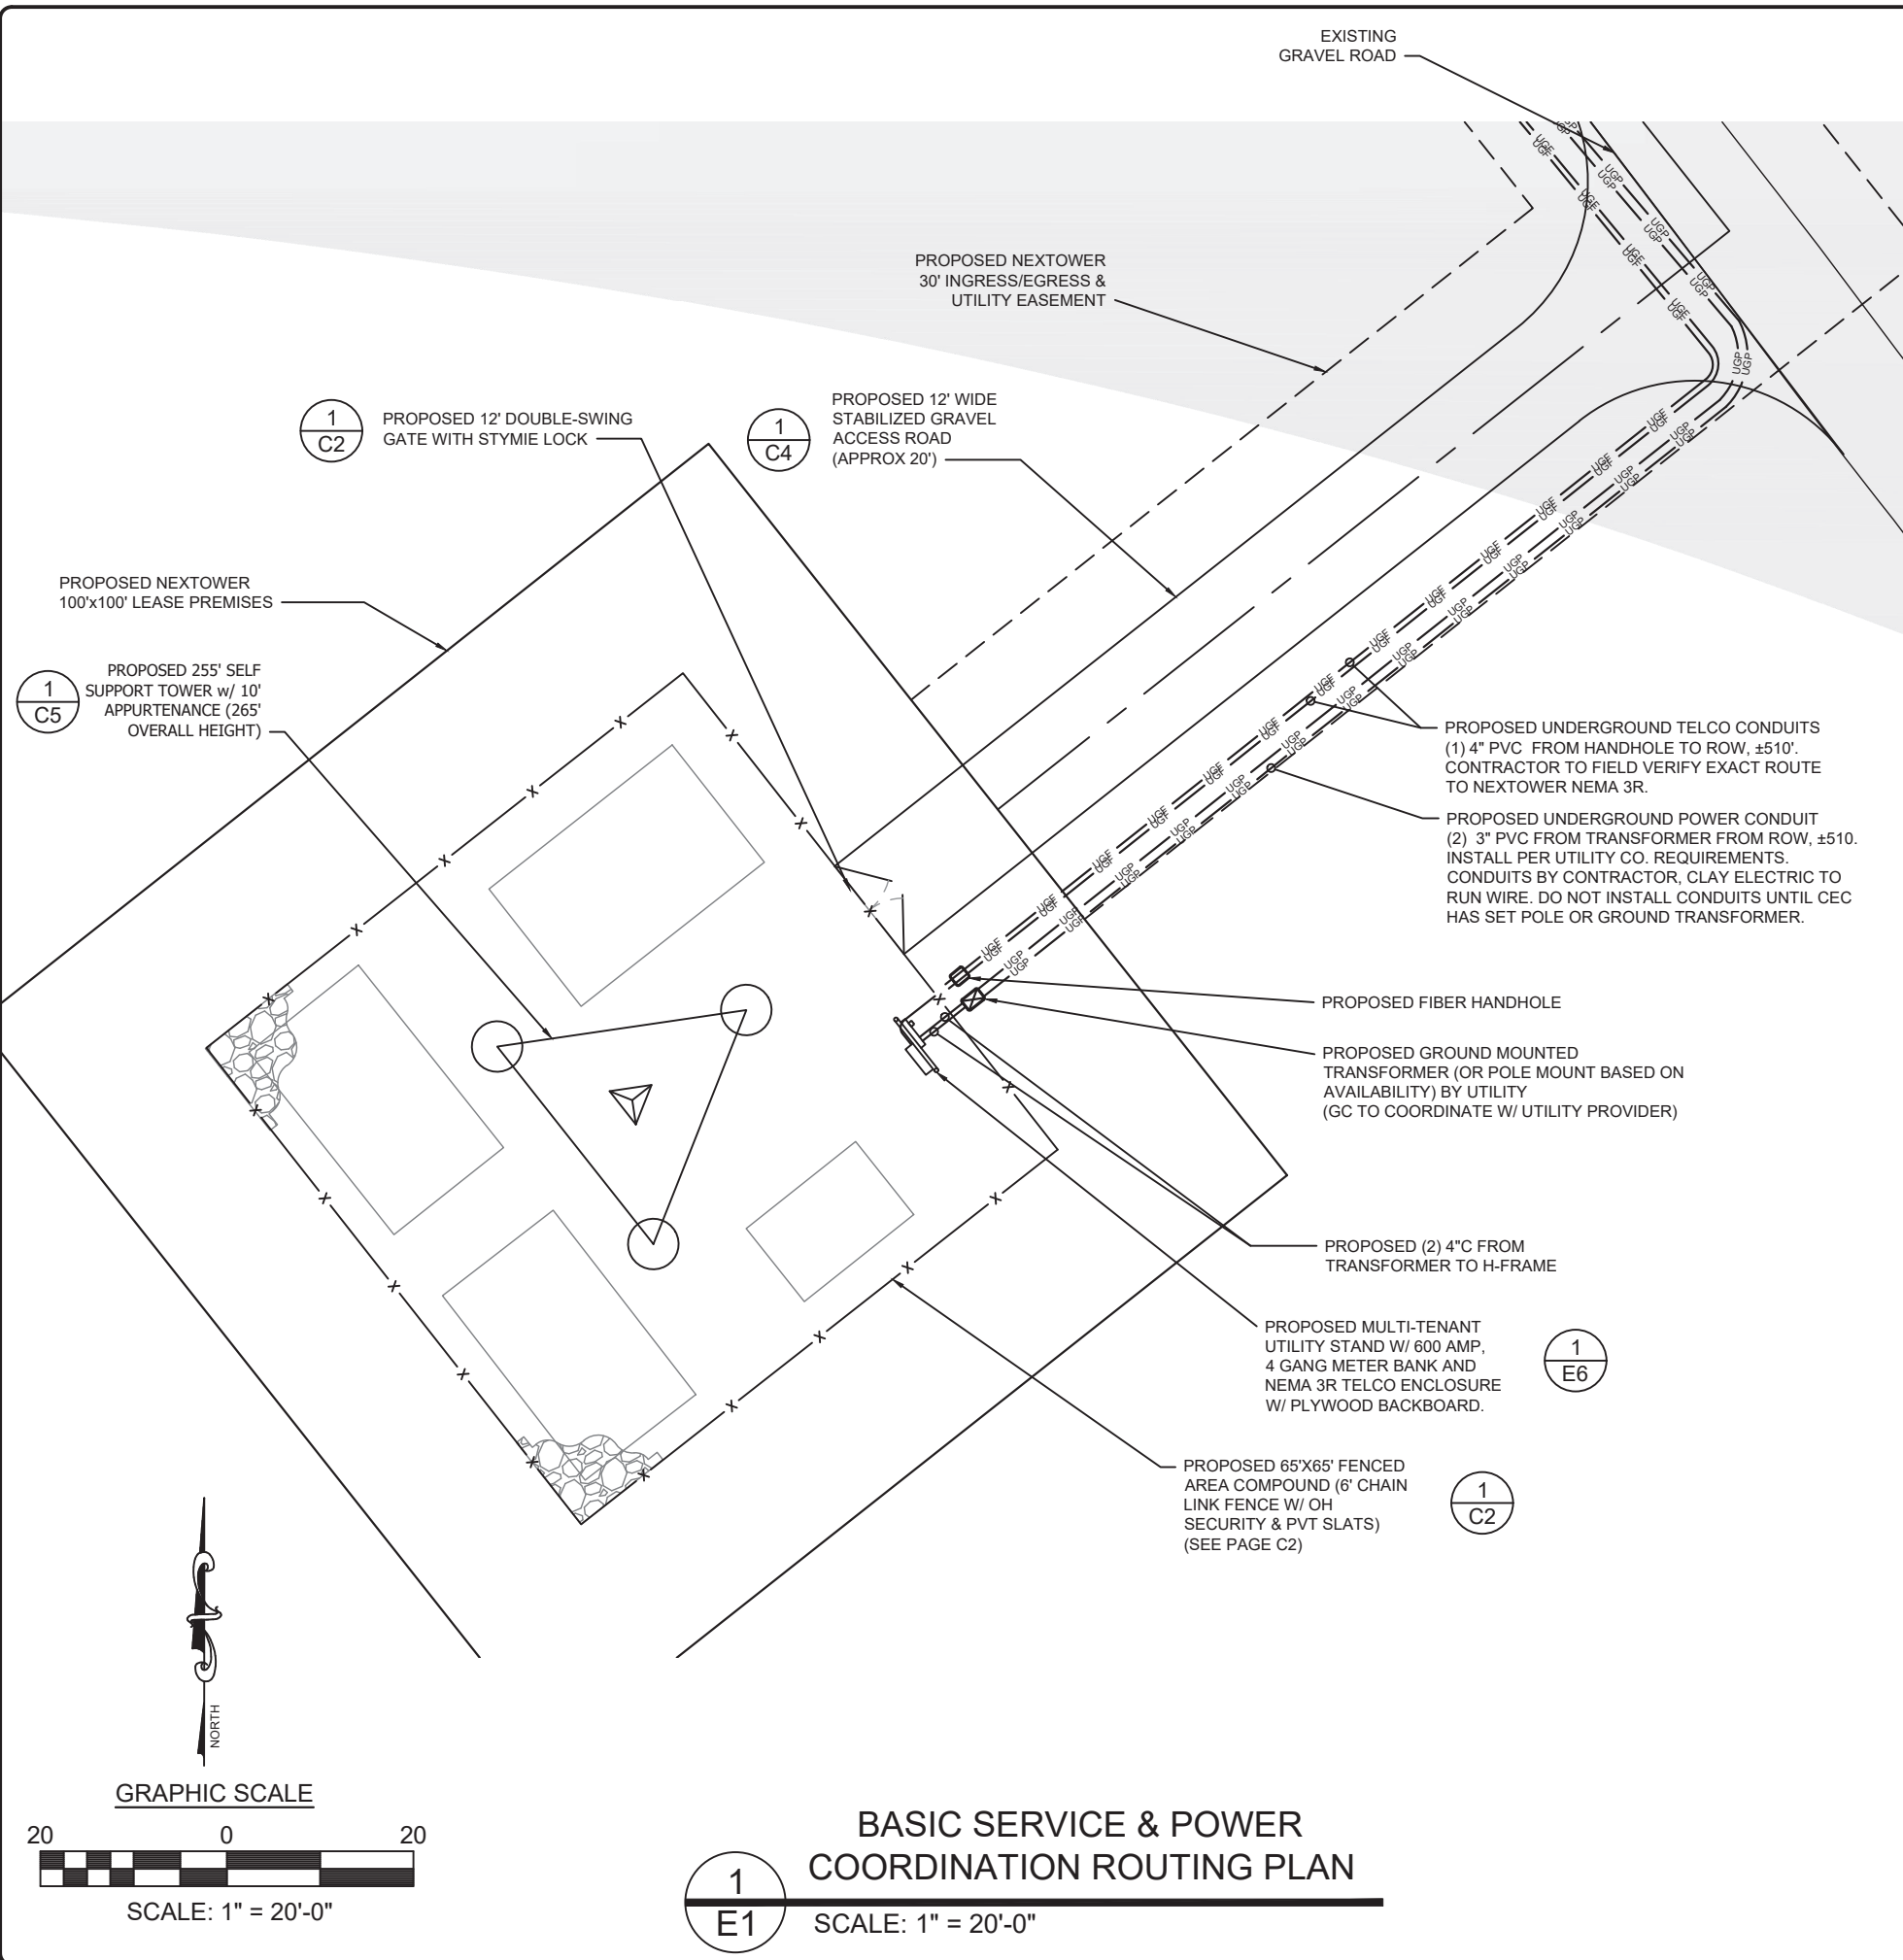 EXISTING
GRAVEL ROAD
PROPOSED NEXTOWER
30' INGRESS/EGRESS &
UTILITY EASEMENT
1
C2
PROPOSED 12' DOUBLE-SWING
GATE WITH STYMIE LOCK
1
C4
PROPOSED 12' WIDE
STABILIZED GRAVEL
ACCESS ROAD
(APPROX 20')
PROPOSED NEXTOWER
100'x100' LEASE PREMISES
1
C5
PROPOSED 255' SELF
SUPPORT TOWER w/ 10'
APPURTENANCE (265'
OVERALL HEIGHT)
PROPOSED UNDERGROUND TELCO CONDUITS
(1) 4" PVC FROM HANDHOLE TO ROW, ±510'.
CONTRACTOR TO FIELD VERIFY EXACT ROUTE
TO NEXTOWER NEMA 3R.
PROPOSED UNDERGROUND POWER CONDUIT
(2) 3" PVC FROM TRANSFORMER FROM ROW, ±510.
INSTALL PER UTILITY CO. REQUIREMENTS.
CONDUITS BY CONTRACTOR, CLAY ELECTRIC TO
RUN WIRE. DO NOT INSTALL CONDUITS UNTIL CEC
HAS SET POLE OR GROUND TRANSFORMER.
PROPOSED FIBER HANDHOLE
PROPOSED GROUND MOUNTED
TRANSFORMER (OR POLE MOUNT BASED ON
AVAILABILITY) BY UTILITY
(GC TO COORDINATE W/ UTILITY PROVIDER)
PROPOSED (2) 4"C FROM
TRANSFORMER TO H-FRAME
PROPOSED MULTI-TENANT
UTILITY STAND W/ 600 AMP,
4 GANG METER BANK AND
NEMA 3R TELCO ENCLOSURE
W/ PLYWOOD BACKBOARD.
1
E6
PROPOSED 65'X65' FENCED
AREA COMPOUND (6' CHAIN
LINK FENCE W/ OH
SECURITY & PVT SLATS)
(SEE PAGE C2)
1
C2
NORTH
GRAPHIC SCALE
20 0 20
SCALE: 1" = 20'-0"
BASIC SERVICE & POWER
COORDINATION ROUTING PLAN
1
E1
SCALE: 1" = 20'-0"